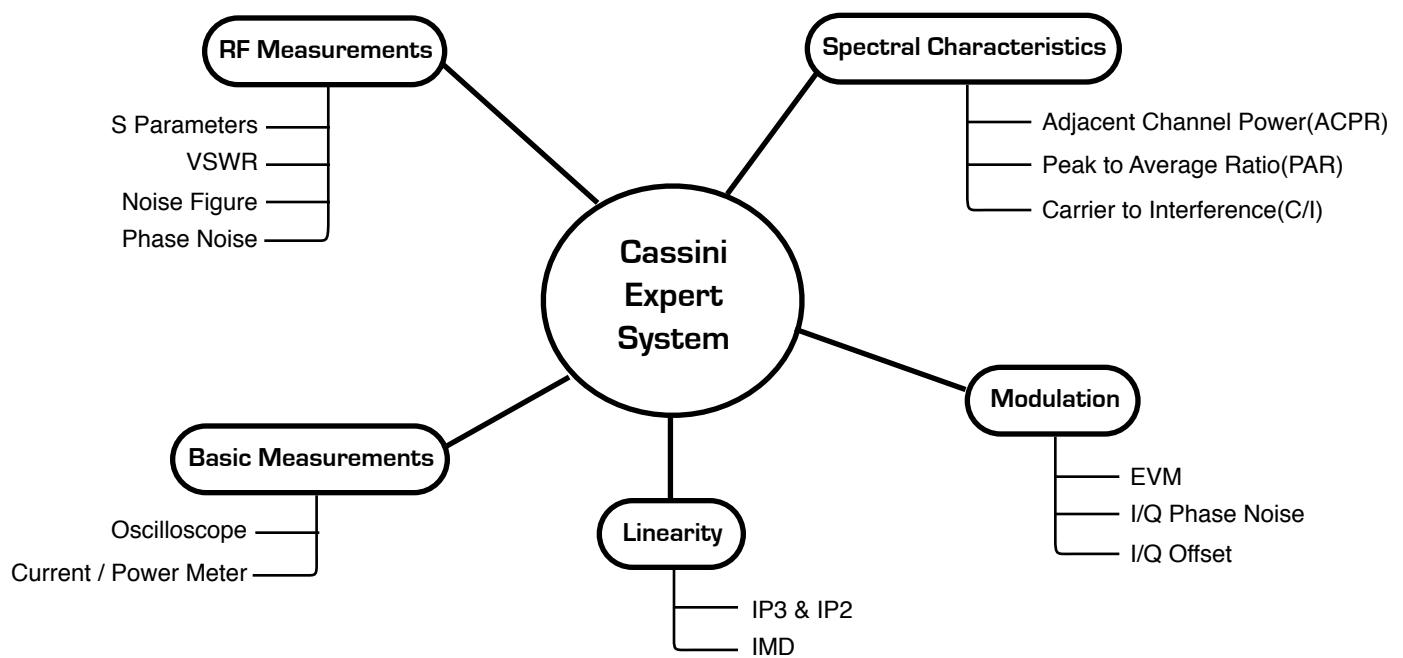 RF Measurements
S Parameters
VSWR
Noise Figure
Phase Noise
Spectral Characteristics
Adjacent Channel Power(ACPR)
Peak to Average Ratio(PAR)
Carrier to Interference(C/I)
Cassini
Expert
System
Modulation
EVM
I/Q Phase Noise
I/Q Offset
Basic Measurements
Oscilloscope
Current / Power Meter
Linearity
IP3 & IP2
IMD